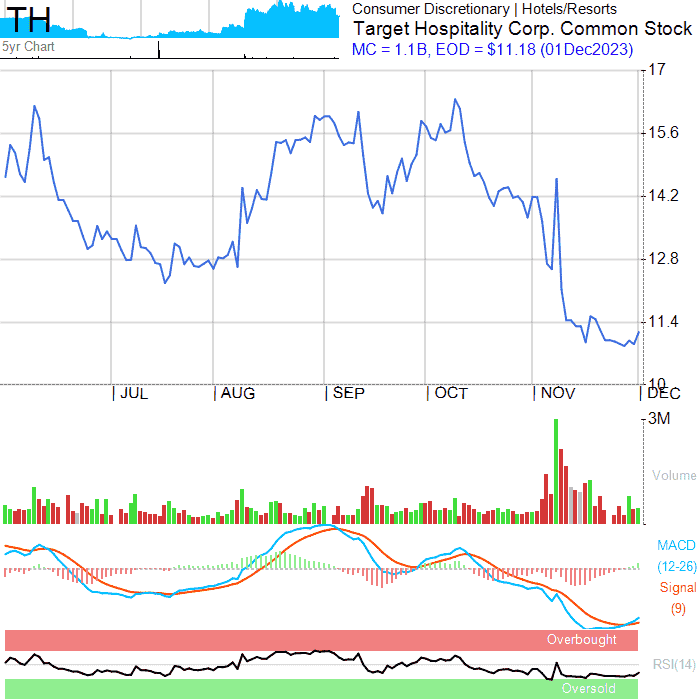 TH
5yr Chart
Consumer Discretionary | Hotels/Resorts
Target Hospitality Corp. Common Stock
MC = 1.1B, EOD = $11.18 (01Dec2023)
17
15.6
14.2
12.8
11.4
10
JUL
AUG
SEP
OCT
NOV
DEC
3M
Volume
MACD
(12-26)
Signal
(9)
Overbought
RSI(14)
Oversold